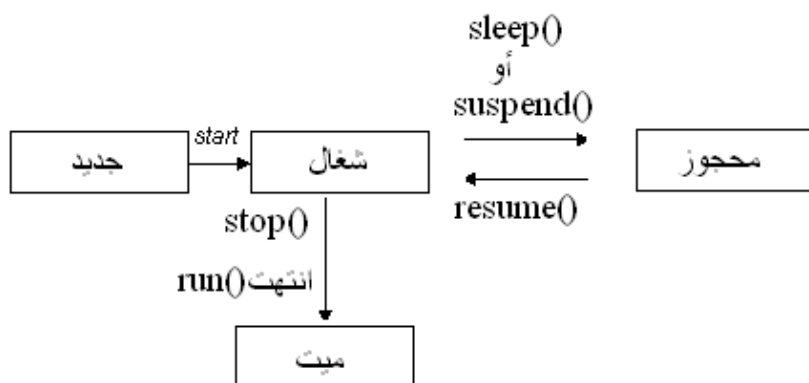 sleep()
أو
suspend()
start
جديد
شغال
محجوز
resume()
stop()
انتهت run()
ميت